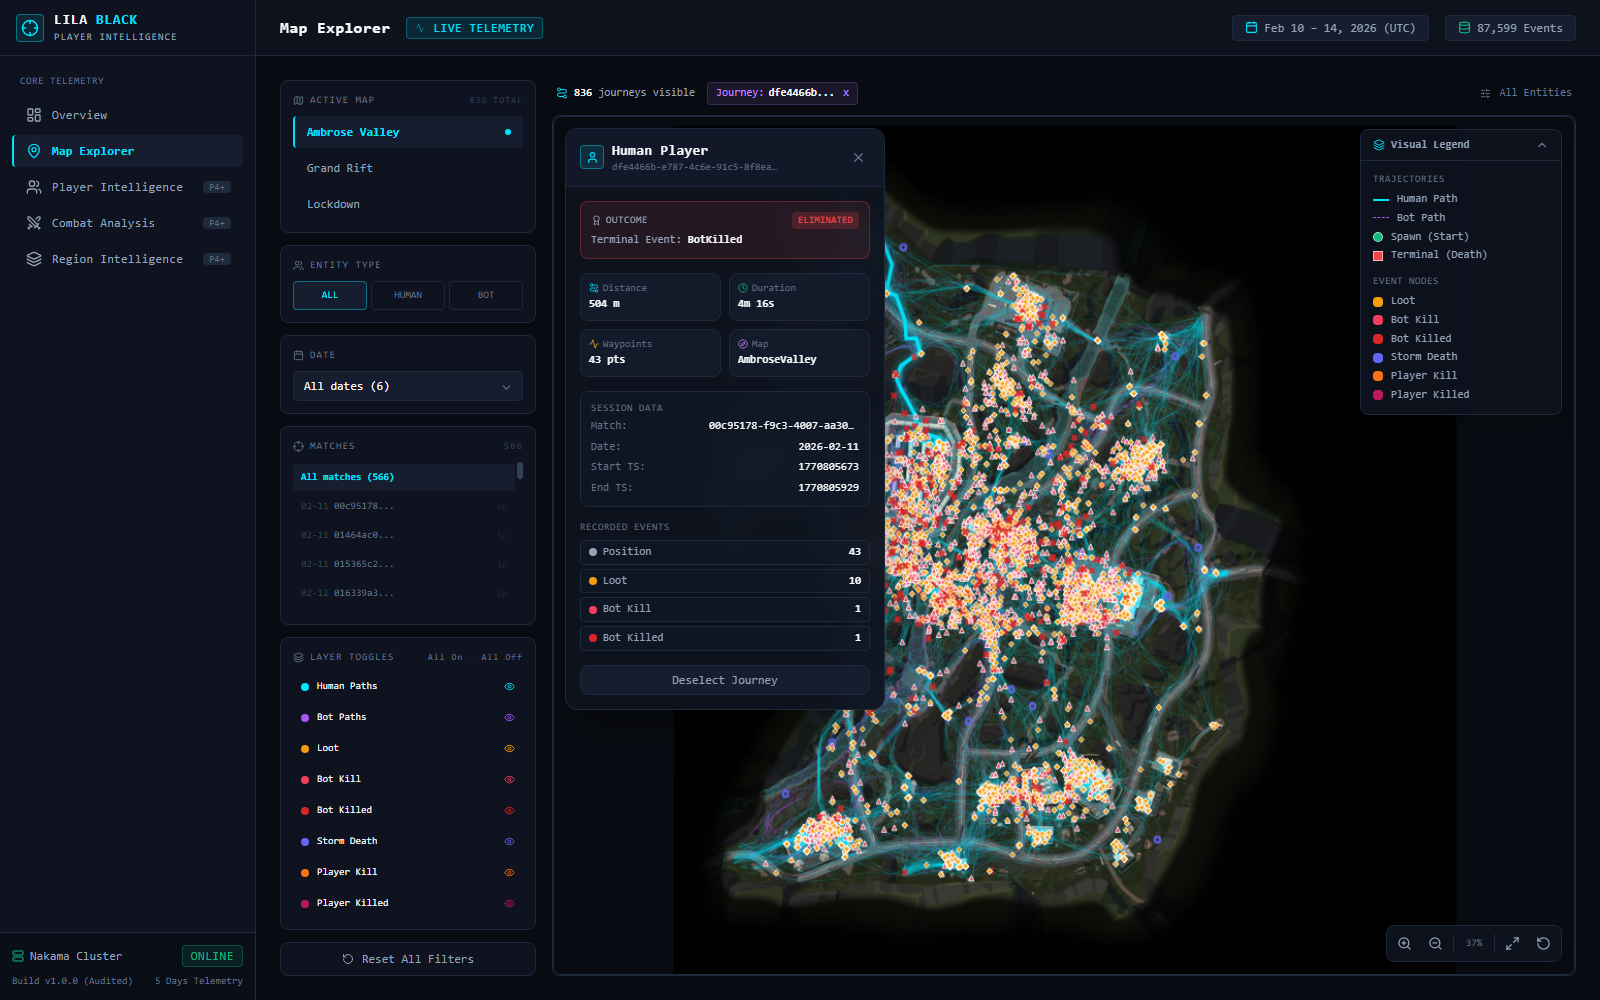 LILA BLACK
PLAYER INTELLIGENCE
CORE TELEMETRY
Overview
Map Explorer
Player Intelligence P4+
Combat Analysis P4+
Region Intelligence P4+
Nakama Cluster ONLINE
Build v1.0.0 (Audited) 5 Days Telemetry
Map Explorer LIVE TELEMETRY
Feb 10 – 14, 2026 (UTC)
87,599 Events
ACTIVE MAP 836 TOTAL
Ambrose Valley
Grand Rift
Lockdown
ENTITY TYPE
ALL HUMAN BOT
DATE
All dates (6)
MATCHES 566
All matches (566)
02-11 00c95178... 1p
02-11 01464ac0... 1p
02-11 015365c2... 1p
02-12 016339a3... 1p
LAYER TOGGLES All On All Off
Human Paths
Bot Paths
Loot
Bot Kill
Bot Killed
Storm Death
Player Kill
Player Killed
Reset All Filters
836 journeys visible Journey: dfe4466b... x
All Entities
Human Player
dfe4466b-e787-4c6e-91c5-8f8ea…
OUTCOME ELIMINATED
Terminal Event: BotKilled
Distance
504 m
Duration
4m 16s
Waypoints
43 pts
Map
AmbroseValley
SESSION DATA
Match: 00c95178-f9c3-4007-aa30…
Date: 2026-02-11
Start TS: 1770805673
End TS: 1770805929
RECORDED EVENTS
Position 43
Loot 10
Bot Kill 1
Bot Killed 1
Deselect Journey
Visual Legend
TRAJECTORIES
Human Path
Bot Path
Spawn (Start)
Terminal (Death)
EVENT NODES
Loot
Bot Kill
Bot Killed
Storm Death
Player Kill
Player Killed
37%